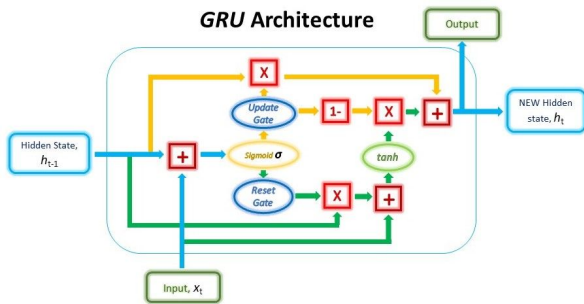 GRU Architecture
Output
X
Update
Gate
1-
X
+
NEW Hidden
state, ht
Hidden State,
ht-1
+
Sigmoid σ
tanh
Reset
Gate
X
+
Input, xt